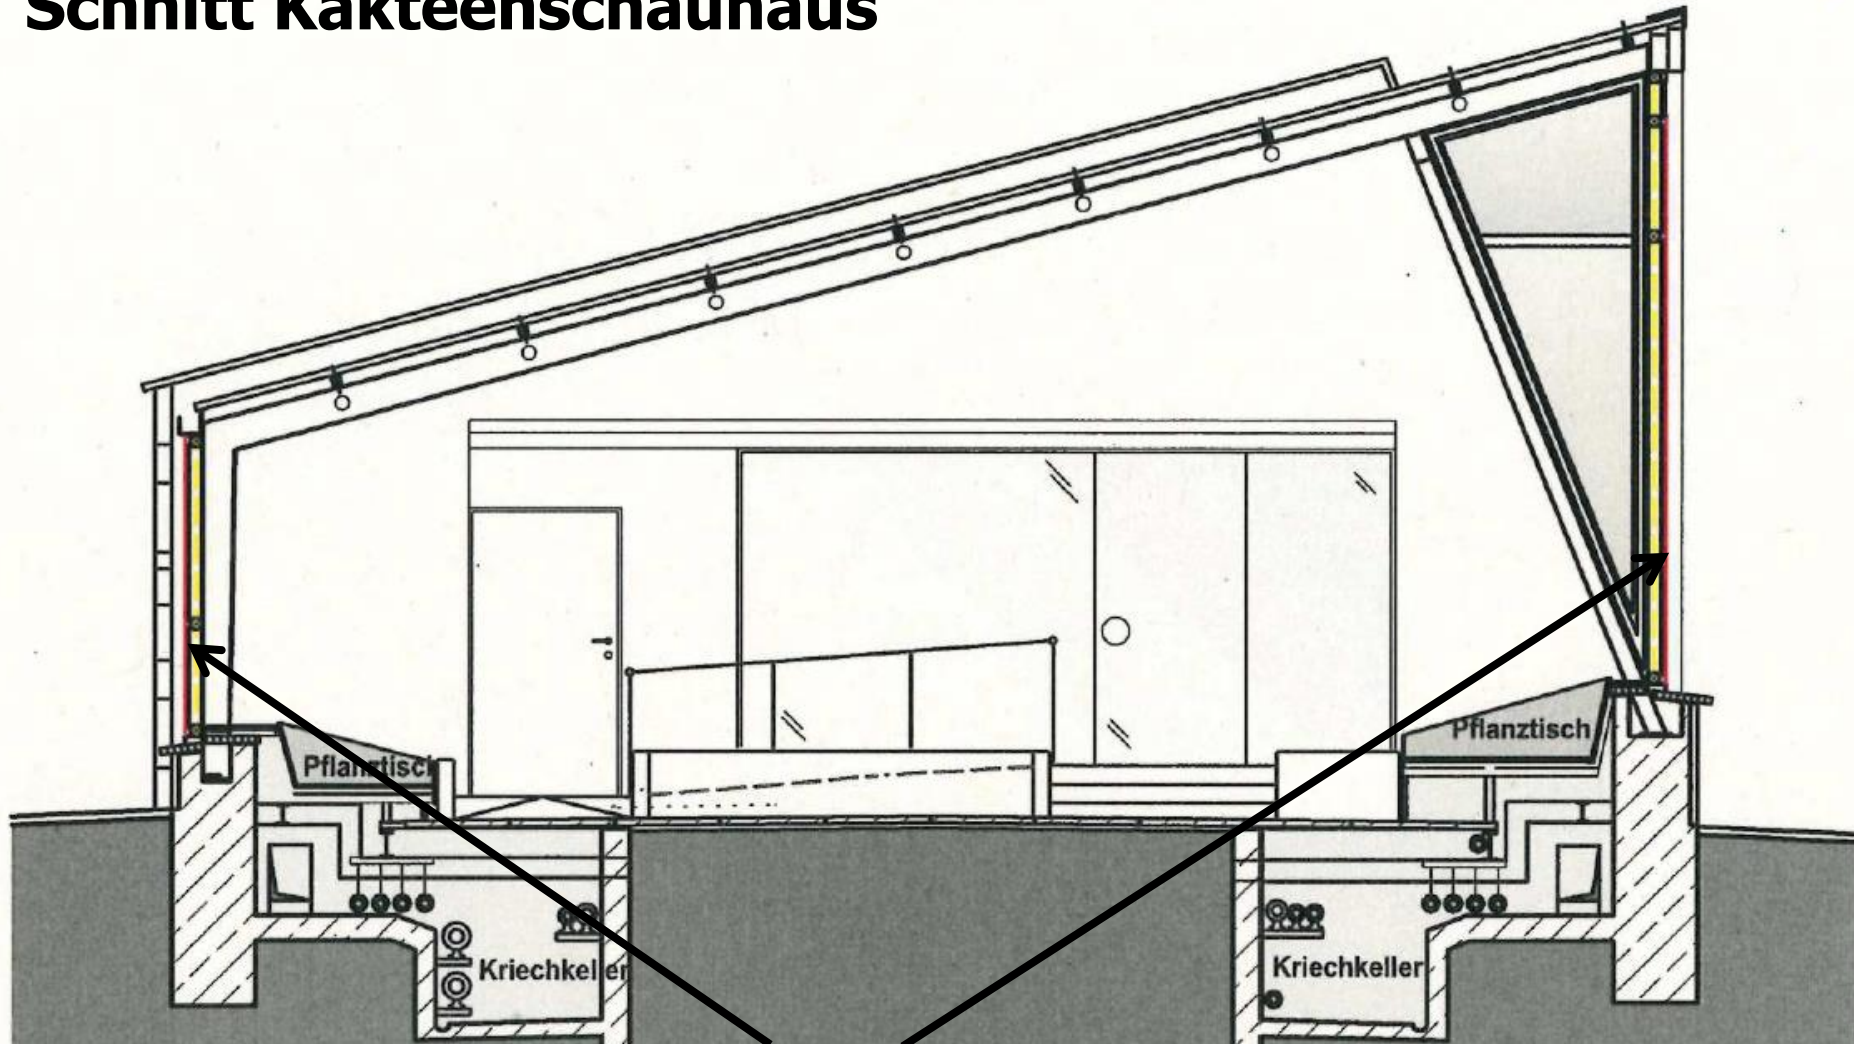 Schnitt Kakteenschauhaus
Pflanztisch
Pflanztisch
Kriechkeller
Kriechkeller